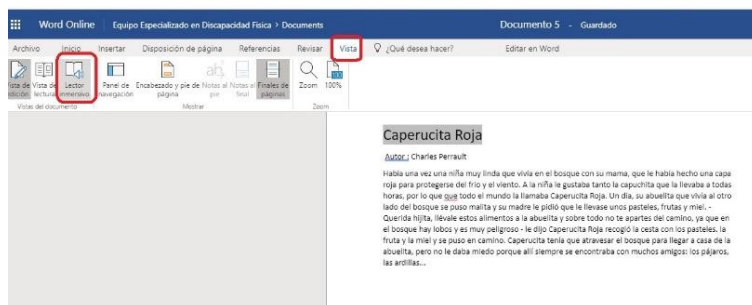 Word Online Equipo Especializado en Discapacidad Física > Documents Documento 5 - Guardado
Archivo Inicio Insertar Disposición de página Referencias Revisar Vista ¿Qué desea hacer? Editar en Word
Vista de edición Vista de lectura Lector inmersivo Panel de navegación Encabezado y pie de página Notas al pie Notas al final Finales de páginas Zoom 100%
Vistas del documento Mostrar Zoom
Caperucita Roja
Autor : Charles Perrault
Había una vez una niña muy linda que vivía en el bosque con su mama, que le había hecho una capa
roja para protegerse del frío y el viento. A la niña le gustaba tanto la capuchita que la llevaba a todas
horas, por lo que que todo el mundo la llamaba Caperucita Roja. Un día, su abuelita que vivía al otro
lado del bosque se puso malita y su madre le pidió que le llevase unos pasteles, frutas y miel. -
Querida hijita, llévale estos alimentos a la abuelita y sobre todo no te apartes del camino, ya que en
el bosque hay lobos y es muy peligroso - le dijo Caperucita Roja recogió la cesta con los pasteles, la
fruta y la miel y se puso en camino. Caperucita tenía que atravesar el bosque para llegar a casa de la
abuelita, pero no le daba miedo porque allí siempre se encontraba con muchos amigos: los pájaros,
las ardillas...